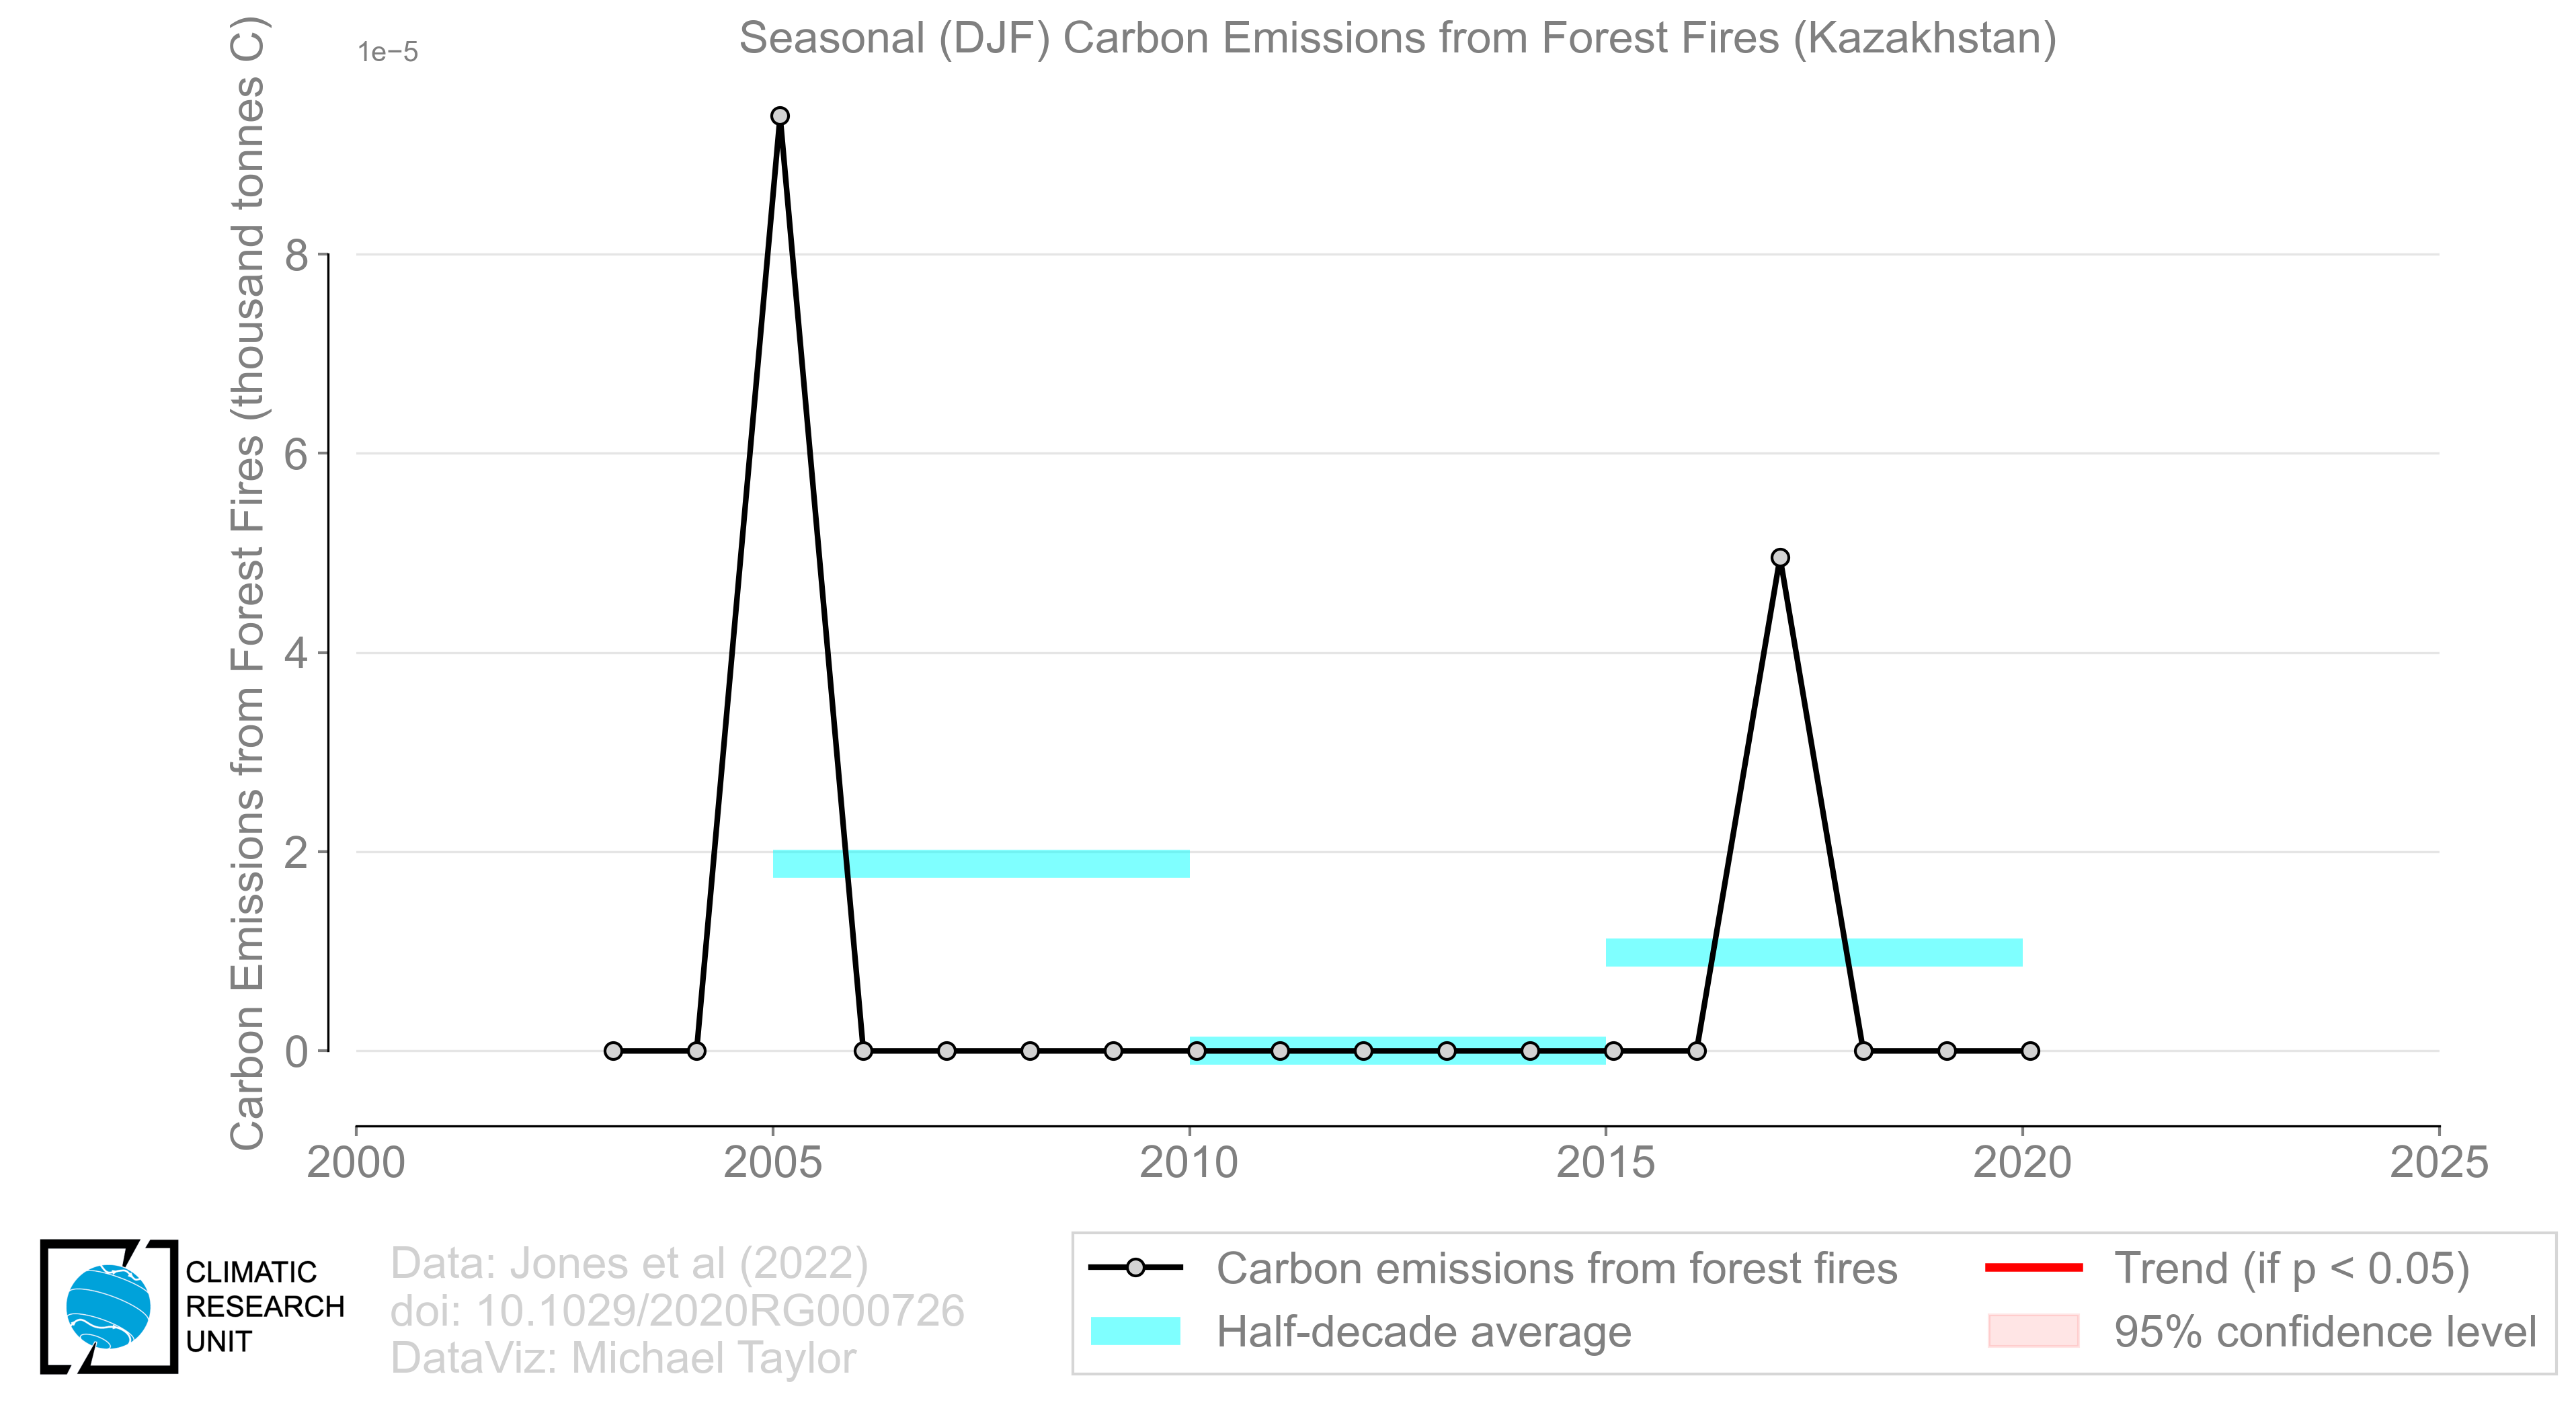 Seasonal (DJF) Carbon Emissions from Forest Fires (Kazakhstan)
1e−5
Carbon Emissions from Forest Fires (thousand tonnes C)
8
6
4
2
0
2000
2005
2010
2015
2020
2025
CLIMATIC
RESEARCH
UNIT
Data: Jones et al (2022)
doi: 10.1029/2020RG000726
DataViz: Michael Taylor
Carbon emissions from forest fires
Half-decade average
Trend (if p < 0.05)
95% confidence level